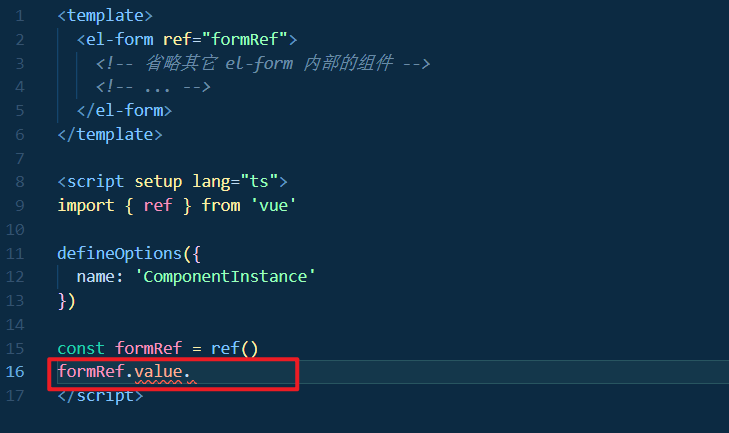 1 <template>
2 <el-form ref="formRef">
3 <!-- 省略其它 el-form 内部的组件 -->
4 <!-- ... -->
5 </el-form>
6 </template>
7
8 <script setup lang="ts">
9 import { ref } from 'vue'
10
11 defineOptions({
12 name: 'ComponentInstance'
13 })
14
15 const formRef = ref()
16 formRef.value.
17 </script>